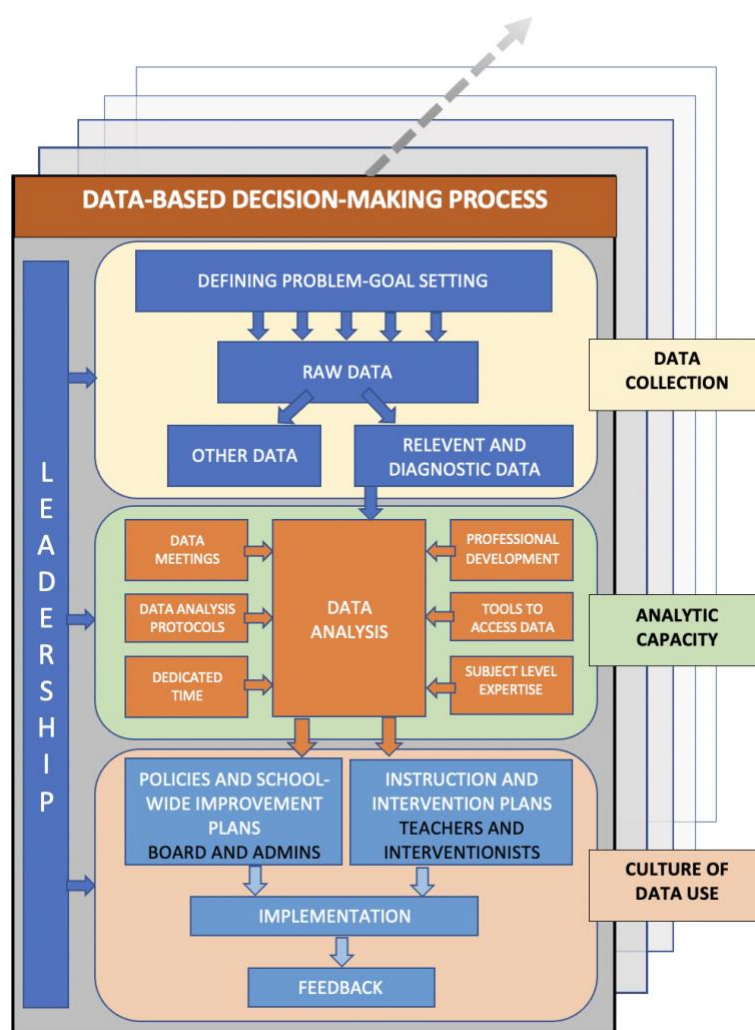 DATA-BASED DECISION-MAKING PROCESS
LEADERSHIP
DEFINING PROBLEM-GOAL SETTING
RAW DATA
OTHER DATA
RELEVENT AND
DIAGNOSTIC DATA
DATA
COLLECTION
DATA
MEETINGS
DATA ANALYSIS
PROTOCOLS
DEDICATED
TIME
DATA
ANALYSIS
PROFESSIONAL
DEVELOPMENT
TOOLS TO
ACCESS DATA
SUBJECT LEVEL
EXPERTISE
ANALYTIC
CAPACITY
POLICIES AND SCHOOL-
WIDE IMPROVEMENT
PLANS
BOARD AND ADMINS
INSTRUCTION AND
INTERVENTION PLANS
TEACHERS AND
INTERVENTIONISTS
IMPLEMENTATION
FEEDBACK
CULTURE OF
DATA USE